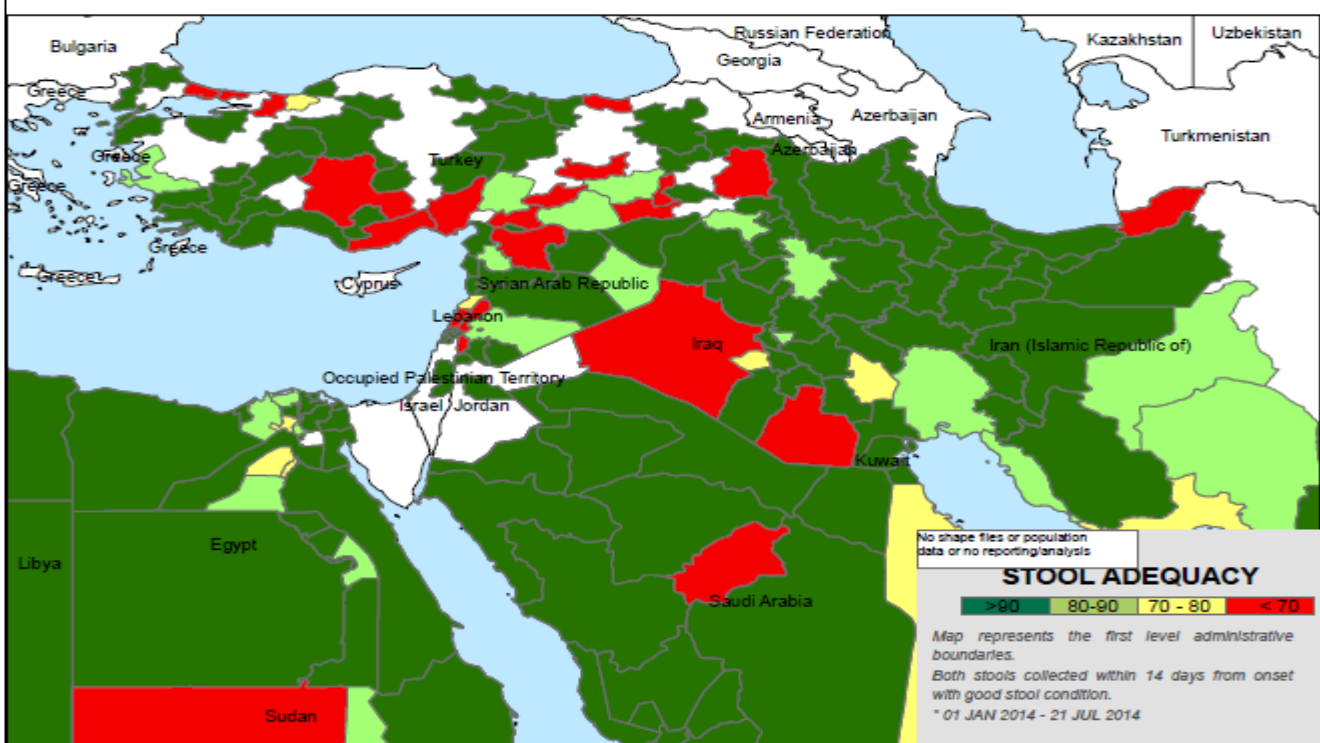 Bulgaria
Russian Federation
Kazakhstan
Uzbekistan
Georgia
Greece
Armenia
Azerbaijan
Turkmenistan
Greece
Turkey
Azerbaijan
Greece
Greece
Greece
Cyprus
Syrian Arab Republic
Lebanon
Iraq
Iran (Islamic Republic of)
Occupied Palestinian Territory
Israel
Jordan
Kuwait
Egypt
Libya
Saudi Arabia
Sudan
No shape files or population
data or no reporting/analysis
STOOL ADEQUACY
>90 80-90 70 - 80 < 70
Map represents the first level administrative
boundaries.
Both stools collected within 14 days from onset
with good stool condition.
* 01 JAN 2014 - 21 JUL 2014